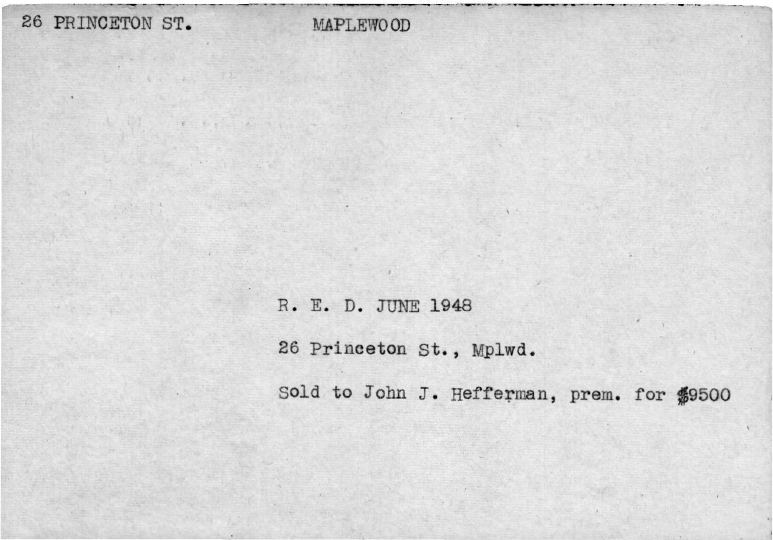 26 PRINCETON ST. MAPLEWOOD
R. E. D. JUNE 1948
26 Princeton St., Mplwd.
Sold to John J. Hefferman, prem. for $9500